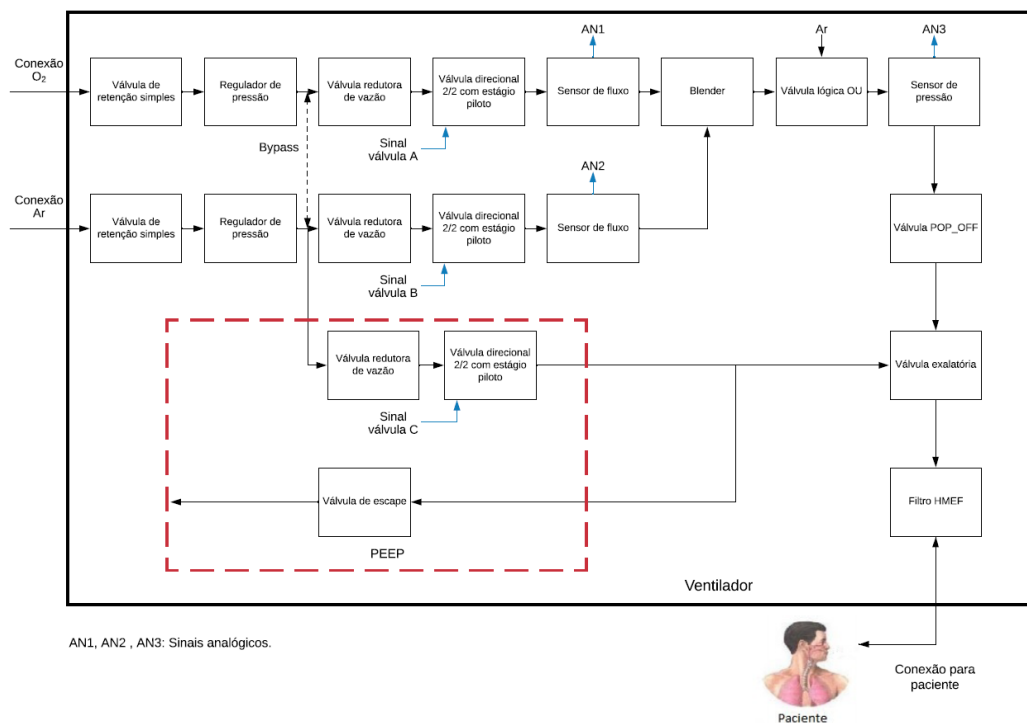 AN1
Ar
AN3
Conexão
O2
Válvula de
retenção simples
Regulador de
pressão
Válvula redutora
de vazão
Válvula direcional
2/2 com estágio
piloto
Sensor de fluxo
Blender
Válvula lógica OU
Sensor de
pressão
Bypass
Sinal
válvula A
AN2
Conexão
Ar
Válvula de
retenção simples
Regulador de
pressão
Válvula redutora
de vazão
Válvula direcional
2/2 com estágio
piloto
Sensor de fluxo
Válvula POP_OFF
Sinal
válvula B
Válvula redutora
de vazão
Válvula direcional
2/2 com estágio
piloto
Válvula exalatória
Sinal
válvula C
Válvula de escape
Filtro HMEF
PEEP
Ventilador
AN1, AN2 , AN3: Sinais analógicos.
Conexão para
paciente
Paciente